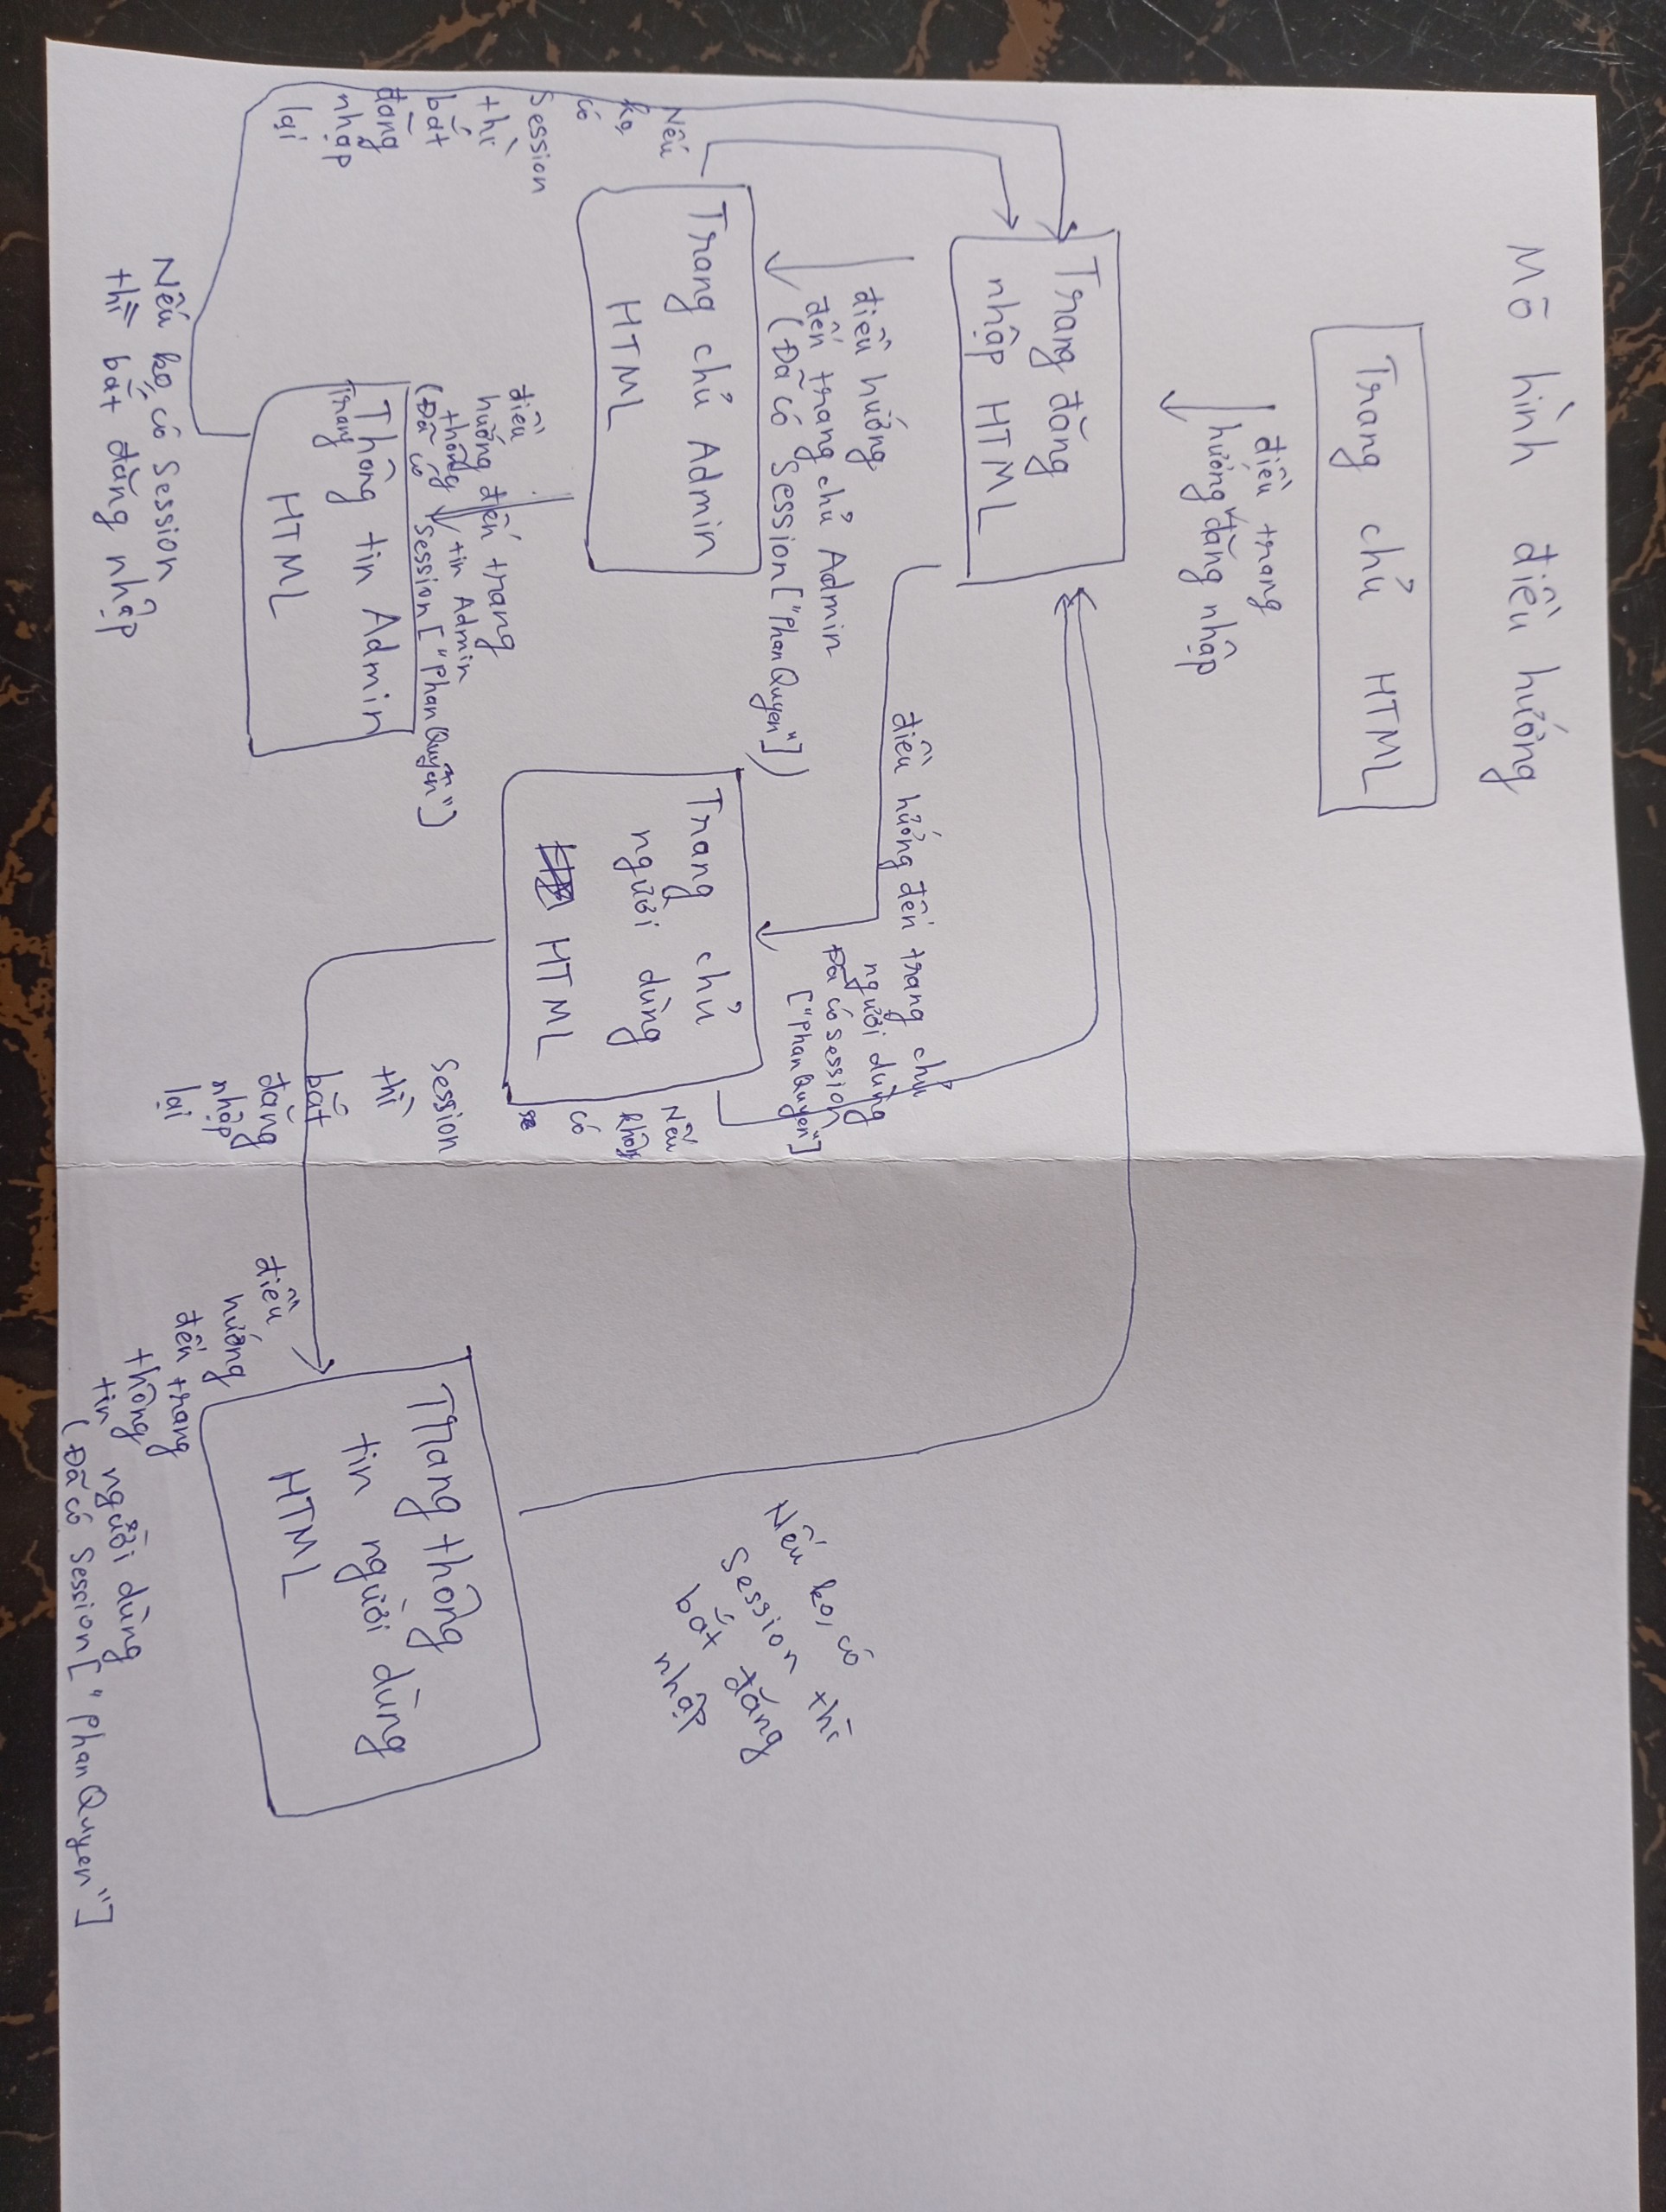 Mô hình điều hướng
Trang chủ HTML
điều trang
hướng đăng nhập
Trang đăng
nhập HTML
điều hướng
đến trang chủ Admin
(Đã có Session["PhanQuyen"])
Trang chủ Admin
HTML
Nếu
ko
có
Session
thì
bắt
đăng
nhập
lại
điều
hướng đến trang
thông tin Admin
(Đã có Session["PhanQuyền"]
Trang
Thông tin Admin
HTML
Nếu ko có Session
thì bắt đăng nhập
điều hướng đến trang chủ
người dùng
Đã có Session
["PhanQuyen"]
Trang chủ
người dùng
HTML
Nếu
không
có
se
Session
thì
bắt
đăng
nhập
lại
điều
hướng
đến trang
thông
tin người dùng
(Đã có Session["PhanQuyen"]
Trang thông
tin người dùng
HTML
Nếu ko có
Session thì
bắt đăng
nhập